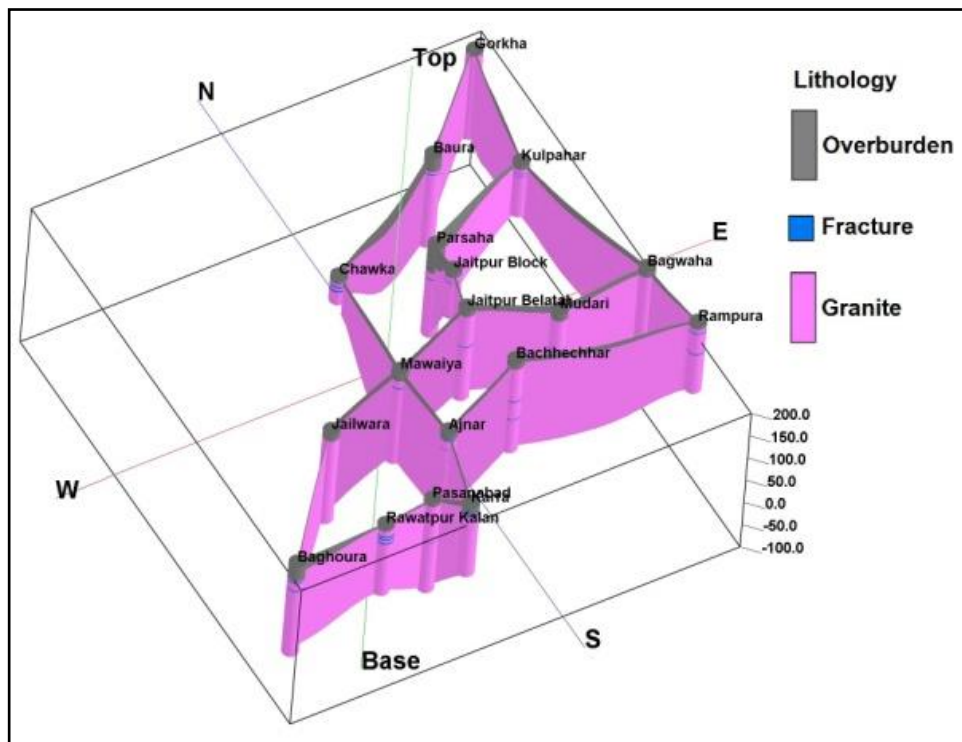 Gorkha
Top
Lithology
N
Overburden
Baura
Kulpahar
Fracture
E
Parsaha
Jaitpur Block
Bagwaha
Chawka
Jaitpur Belatal
Mudari
Rampura
Granite
Bachhechhar
Mawaiya
200.0
150.0
100.0
50.0
0.0
-50.0
-100.0
Jailwara
Ajnar
W
Pasanabad
Karra
Rawatpur Kalan
Baghoura
S
Base